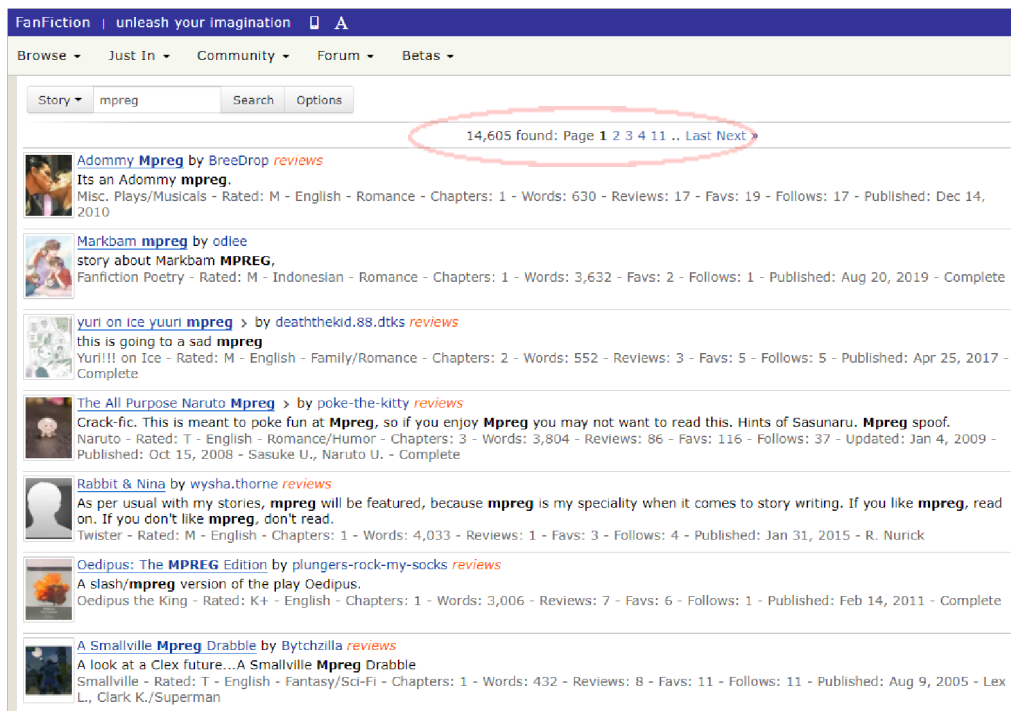 FanFiction | unleash your imagination A
Browse Just In Community Forum Betas
Story mpreg Search Options
14,605 found: Page 1 2 3 4 11 .. Last Next »
Adommy Mpreg by BreeDrop reviews
Its an Adommy mpreg.
Misc. Plays/Musicals - Rated: M - English - Romance - Chapters: 1 - Words: 630 - Reviews: 17 - Favs: 19 - Follows: 17 - Published: Dec 14,
2010
Markbam mpreg by odlee
story about Markbam MPREG,
Fanfiction Poetry - Rated: M - Indonesian - Romance - Chapters: 1 - Words: 3,632 - Favs: 2 - Follows: 1 - Published: Aug 20, 2019 - Complete
yuri on ice yuuri mpreg > by deaththekid.88.dtks reviews
this is going to a sad mpreg
Yuri!!! on Ice - Rated: M - English - Family/Romance - Chapters: 2 - Words: 552 - Reviews: 3 - Favs: 5 - Follows: 5 - Published: Apr 25, 2017 -
Complete
The All Purpose Naruto Mpreg > by poke-the-kitty reviews
Crack-fic. This is meant to poke fun at Mpreg, so if you enjoy Mpreg you may not want to read this. Hints of Sasunaru. Mpreg spoof.
Naruto - Rated: T - English - Romance/Humor - Chapters: 3 - Words: 3,804 - Reviews: 86 - Favs: 116 - Follows: 37 - Updated: Jan 4, 2009 -
Published: Oct 15, 2008 - Sasuke U., Naruto U. - Complete
Rabbit & Nina by wysha.thorne reviews
As per usual with my stories, mpreg will be featured, because mpreg is my speciality when it comes to story writing. If you like mpreg, read
on. If you don't like mpreg, don't read.
Twister - Rated: M - English - Chapters: 1 - Words: 4,033 - Reviews: 1 - Favs: 3 - Follows: 4 - Published: Jan 31, 2015 - R. Nurick
Oedipus: The MPREG Edition by plungers-rock-my-socks reviews
A slash/mpreg version of the play Oedipus.
Oedipus the King - Rated: K+ - English - Chapters: 1 - Words: 3,006 - Reviews: 7 - Favs: 6 - Follows: 1 - Published: Feb 14, 2011 - Complete
A Smallville Mpreg Drabble by Bytchzilla reviews
A look at a Clex future...A Smallville Mpreg Drabble
Smallville - Rated: T - English - Fantasy/Sci-Fi - Chapters: 1 - Words: 432 - Reviews: 8 - Favs: 11 - Follows: 11 - Published: Aug 9, 2005 - Lex
L., Clark K./Superman